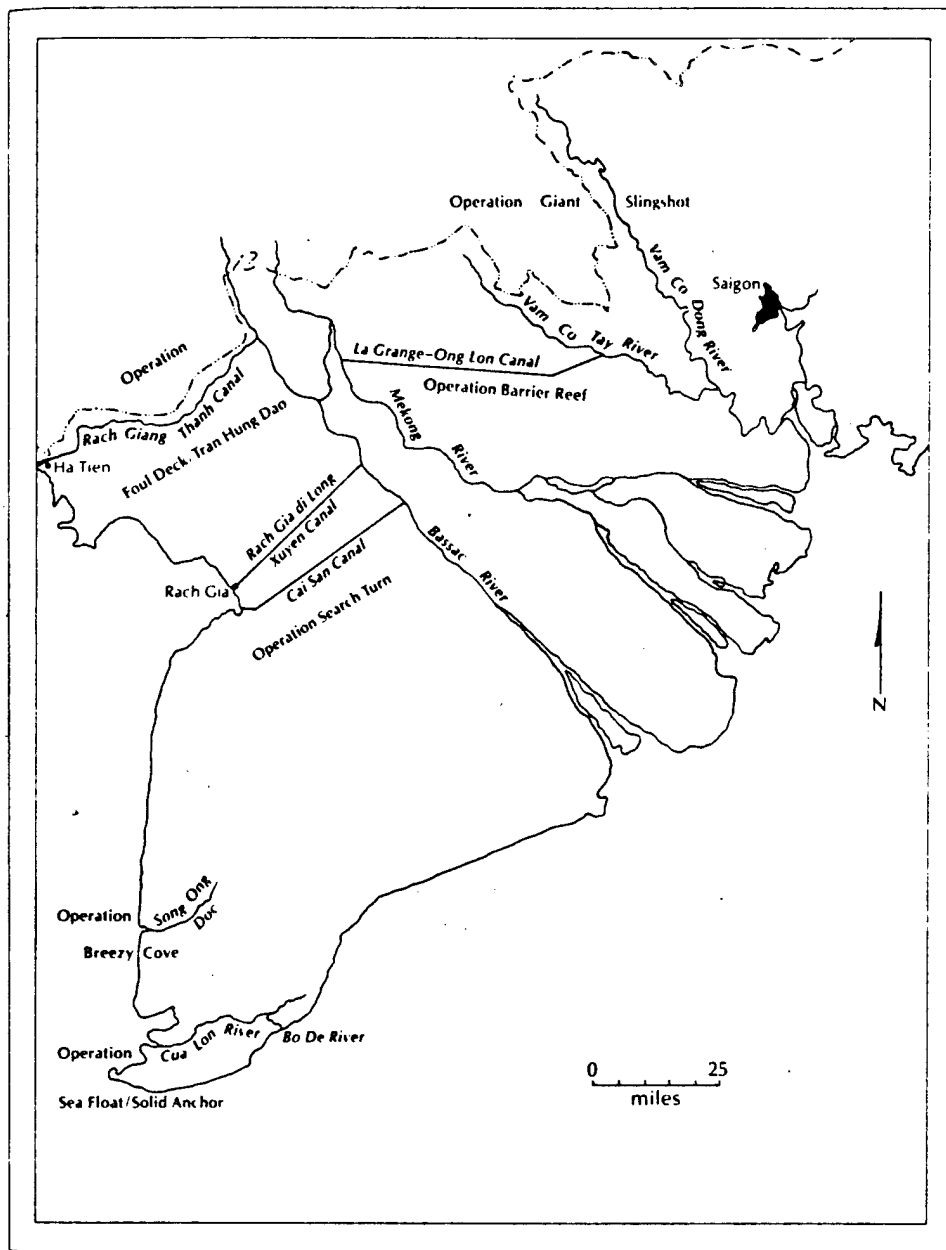 Operation Giant Slingshot
Vam Co Dong River
Saigon
Vam Co Tay River
La Grange-Ong Lon Canal
Operation Barrier Reef
Operation
Rach Giang Thanh Canal
Foul Deck, Tran Hung Dao
Ha Tien
Mekong River
Rach Gia di Long
Xuyen Canal
Rach Gia
Cai San Canal
Bassac River
Operation Search Turn
N
Operation
Song Ong Doc
Breezy Cove
Operation
Cua Lon River
Bo De River
Sea Float/Solid Anchor
0 25
miles